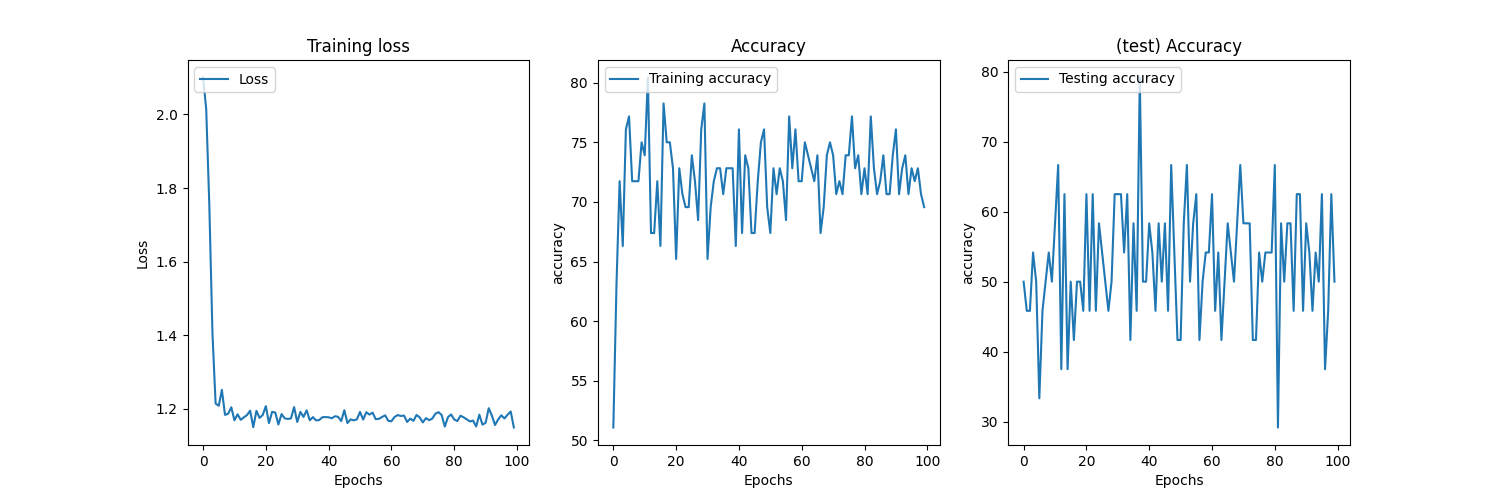 Training loss
Loss
2.0
1.8
1.6
1.4
1.2
Loss
0 20 40 60 80 100
Epochs
Accuracy
Training accuracy
80
75
70
65
60
55
50
accuracy
0 20 40 60 80 100
Epochs
(test) Accuracy
Testing accuracy
80
70
60
50
40
30
accuracy
0 20 40 60 80 100
Epochs